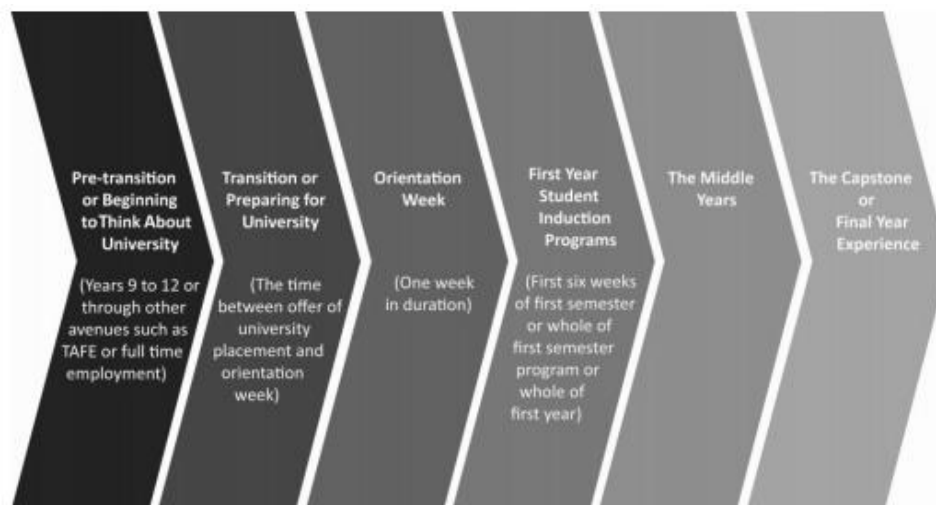 Pre-transition
or Beginning
to Think About
University
(Years 9 to 12 or
through other
avenues such as
TAFE or full time
employment)
Transition or
Preparing for
University
(The time
between offer of
university
placement and
orientation
week)
Orientation
Week
(One week
in duration)
First Year
Student
Induction
Programs
(First six weeks
of first semester
or whole of
first semester
program or
whole of
first year)
The Middle
Years
The Capstone
or
Final Year
Experience